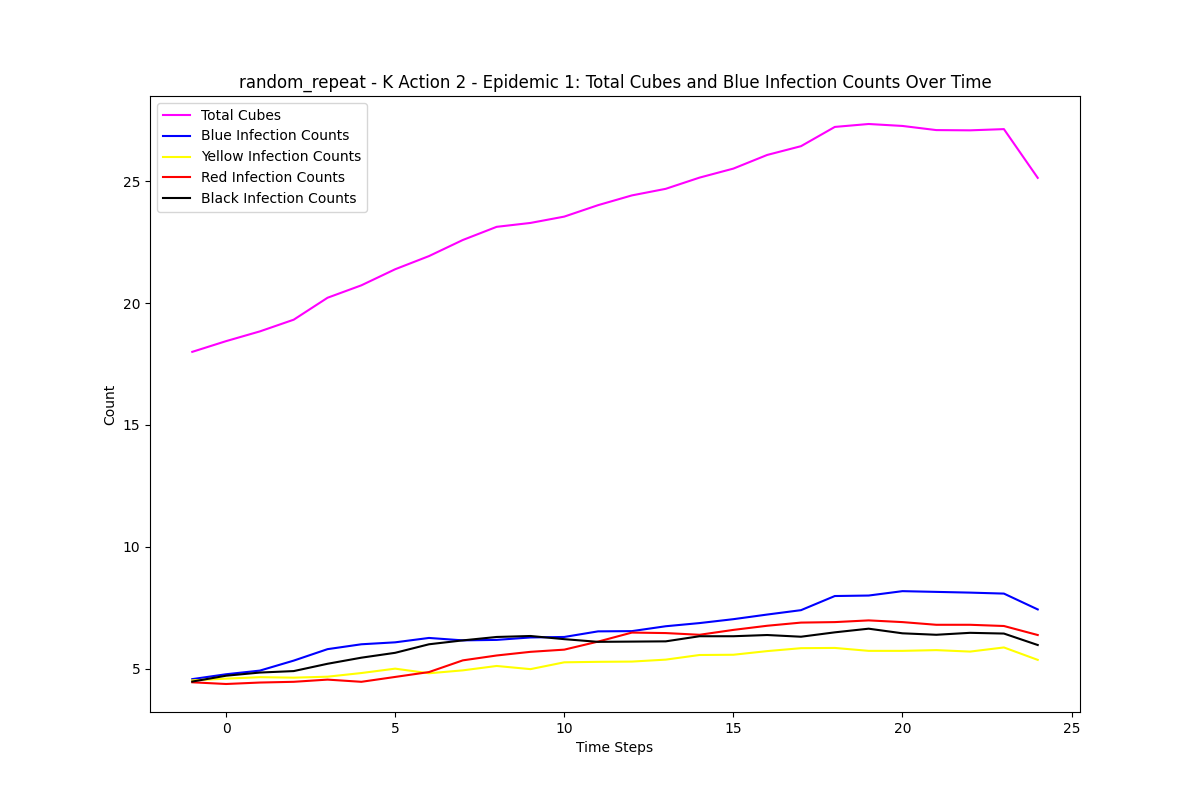 random_repeat - K Action 2 - Epidemic 1: Total Cubes and Blue Infection Counts Over Time
Total Cubes
Blue Infection Counts
Yellow Infection Counts
Red Infection Counts
Black Infection Counts
25
20
15
10
5
Count
0 5 10 15 20 25
Time Steps